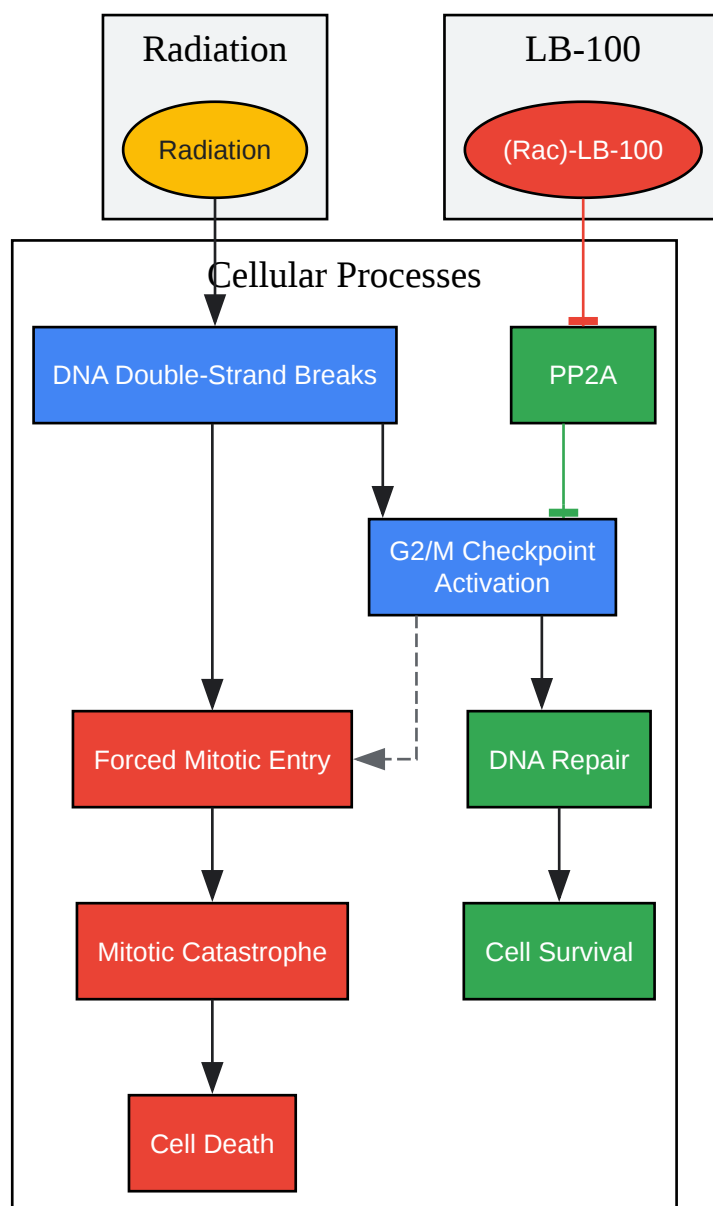 Radiation
LB-100
Radiation
(Rac)-LB-100
Cellular Processes
DNA Double-Strand Breaks
PP2A
G2/M Checkpoint
Activation
Forced Mitotic Entry
DNA Repair
Mitotic Catastrophe
Cell Survival
Cell Death